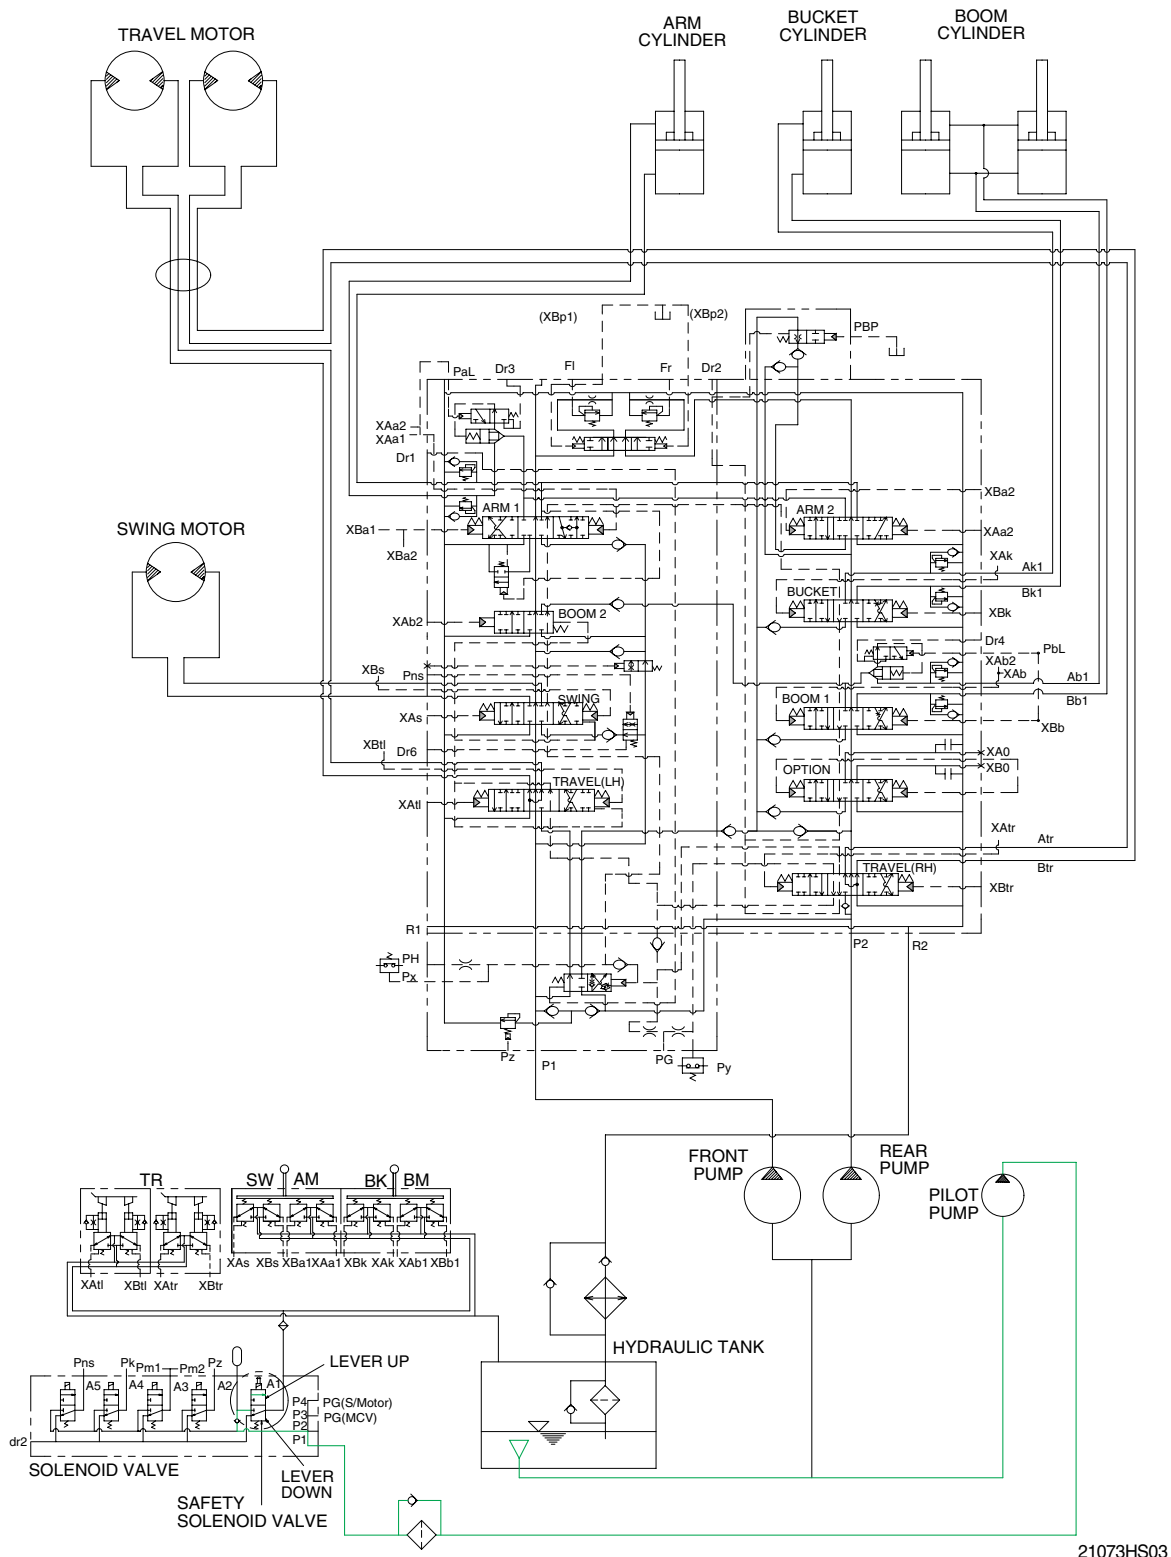 TRAVEL MOTOR
ARM
CYLINDER
BUCKET
CYLINDER
BOOM
CYLINDER
(XBp1)
(XBp2)
PBP
PaL
Dr3
Fl
Fr
Dr2
XAa2
XAa1
Dr1
ARM 1
ARM 2
XBa2
SWING MOTOR
XBa1
XBa2
XAa2
XAk
Ak1
BUCKET
Bk1
XAb2
BOOM 2
XBk
Dr4
PbL
XAb2
XAb
XBs
Pns
Ab1
SWING
BOOM 1
Bb1
XAs
XBb
XBtl
Dr6
XA0
XB0
OPTION
TRAVEL(LH)
XAtl
XAtr
Atr
TRAVEL(RH)
Btr
XBtr
R1
P2
R2
PH
Px
Pz
P1
PG
Py
FRONT
PUMP
REAR
PUMP
PILOT
PUMP
TR
SW
AM
BK
BM
XAtl
XBtl
XAtr
XBtr
XAs
XBs
XBa1
XAa1
XBk
XAk
XAb1
XBb1
HYDRAULIC TANK
LEVER UP
Pns
Pk
Pm1
Pm2
Pz
A5
A4
A3
A2
A1
P4
PG(S/Motor)
P3
PG(MCV)
P2
P1
dr2
SOLENOID VALVE
LEVER
DOWN
SAFETY
SOLENOID VALVE
21073HS03